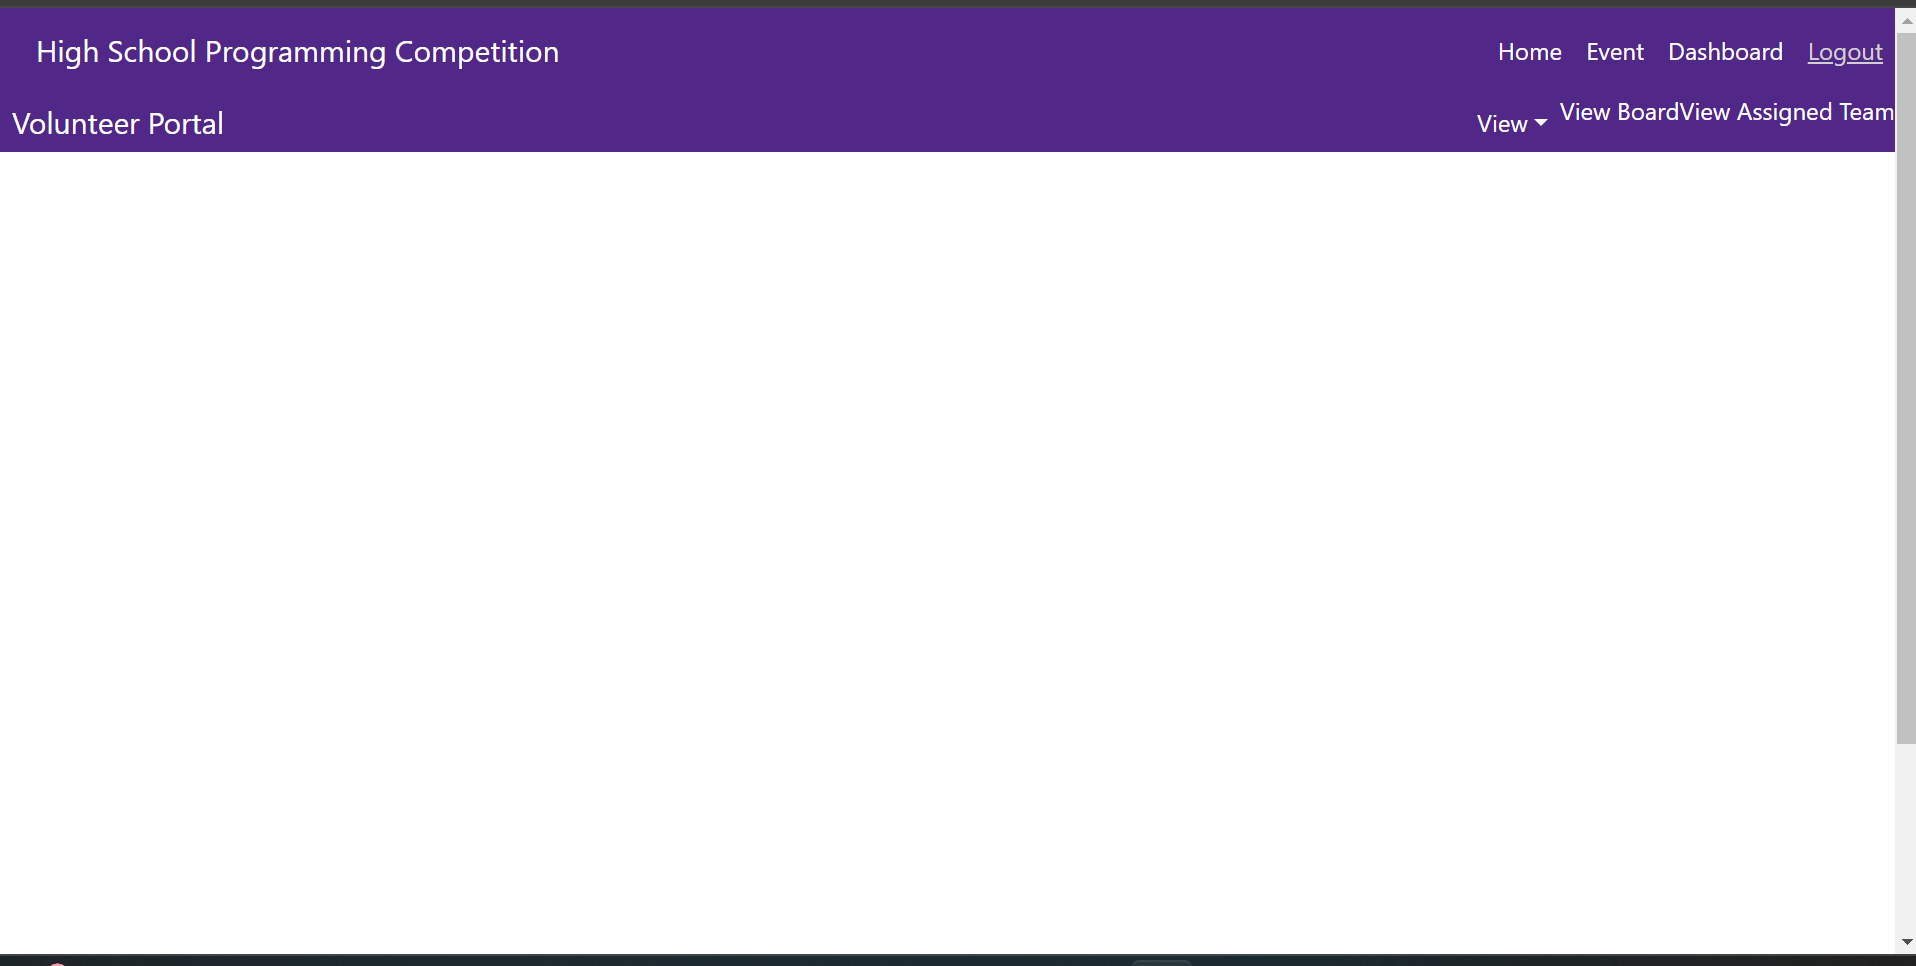 High School Programming Competition Home Event Dashboard Logout
Volunteer Portal View View BoardView Assigned Team